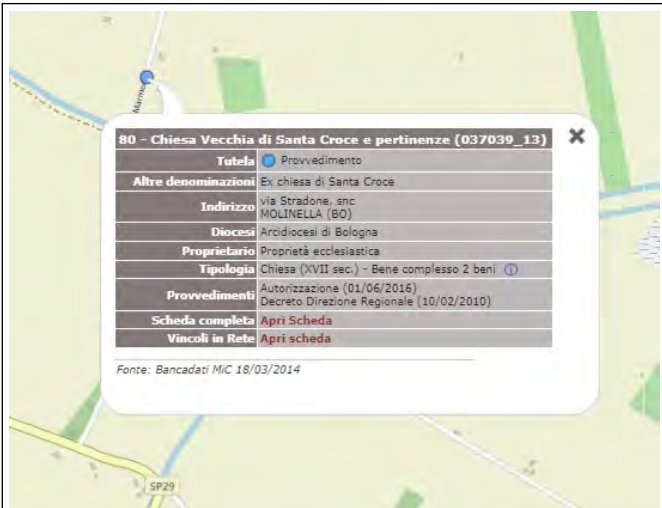 Marmo
80 - Chiesa Vecchia di Santa Croce e pertinenze (037039_13)
Tutela Provvedimento
Altre denominazioni Ex chiesa di Santa Croce
Indirizzo via Stradone, snc
MOLINELLA (BO)
Diocesi Arcidiocesi di Bologna
Proprietario Proprietà ecclesiastica
Tipologia Chiesa (XVII sec.) - Bene complesso 2 beni
Provvedimenti Autorizzazione (01/06/2016)
Decreto Direzione Regionale (10/02/2010)
Scheda completa Apri Scheda
Vincoli in Rete Apri scheda
Fonte: Bancadati MiC 18/03/2014
SP29